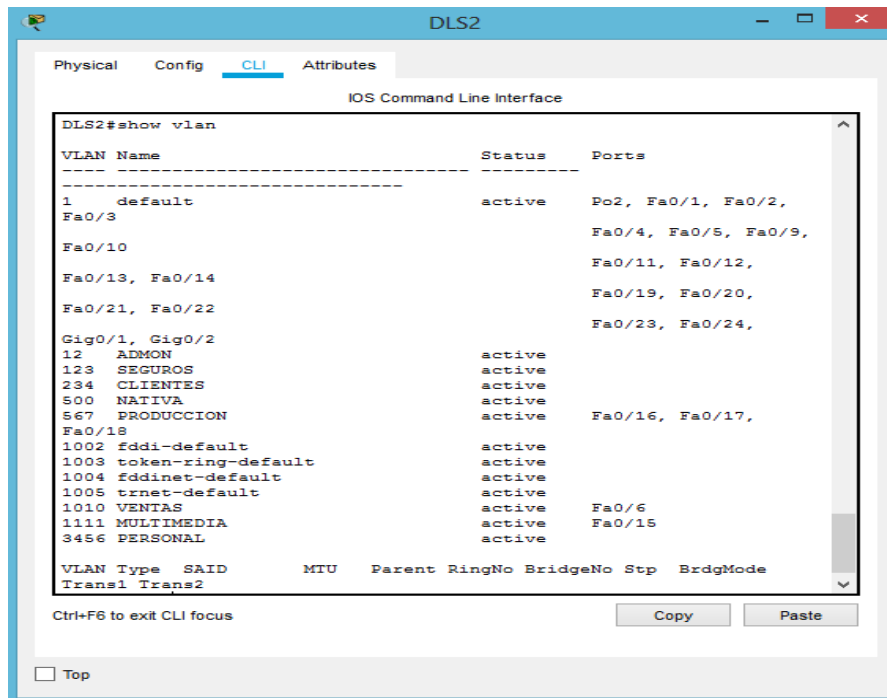 DLS2
Physical Config CLI Attributes
IOS Command Line Interface
DLS2#show vlan
VLAN Name Status Ports
---- -------------------------------- ---------
-------------------------------
1 default active Po2, Fa0/1, Fa0/2,
Fa0/3
Fa0/4, Fa0/5, Fa0/9,
Fa0/10
Fa0/11, Fa0/12,
Fa0/13, Fa0/14
Fa0/19, Fa0/20,
Fa0/21, Fa0/22
Fa0/23, Fa0/24,
Gig0/1, Gig0/2
12 ADMON active
123 SEGUROS active
234 CLIENTES active
500 NATIVA active
567 PRODUCCION active Fa0/16, Fa0/17,
Fa0/18
1002 fddi-default active
1003 token-ring-default active
1004 fddinet-default active
1005 trnet-default active
1010 VENTAS active Fa0/6
1111 MULTIMEDIA active Fa0/15
3456 PERSONAL active
VLAN Type SAID MTU Parent RingNo BridgeNo Stp BrdgMode
Trans1 Trans2
Ctrl+F6 to exit CLI focus
Copy Paste
Top